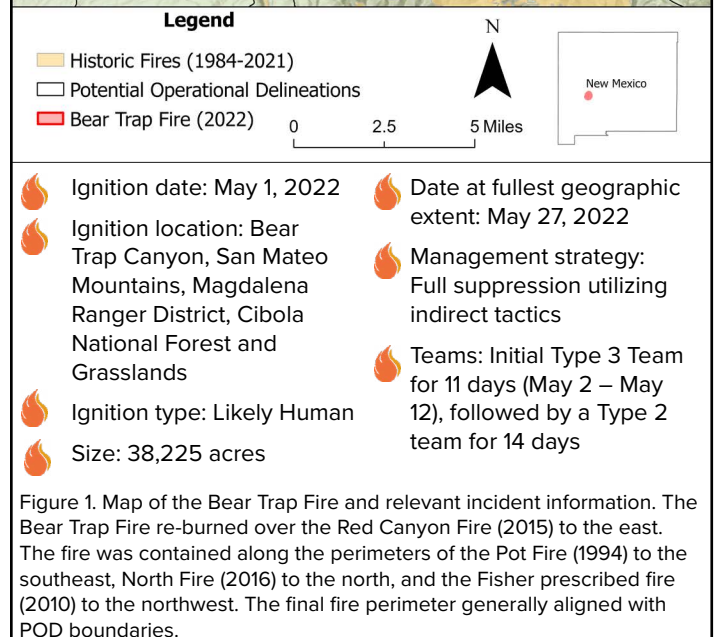 Legend
Historic Fires (1984-2021)
Potential Operational Delineations
Bear Trap Fire (2022)
N
0 2.5 5 Miles
New Mexico
Ignition date: May 1, 2022
Ignition location: Bear
Trap Canyon, San Mateo
Mountains, Magdalena
Ranger District, Cibola
National Forest and
Grasslands
Ignition type: Likely Human
Size: 38,225 acres
Date at fullest geographic
extent: May 27, 2022
Management strategy:
Full suppression utilizing
indirect tactics
Teams: Initial Type 3 Team
for 11 days (May 2 – May
12), followed by a Type 2
team for 14 days
Figure 1. Map of the Bear Trap Fire and relevant incident information. The
Bear Trap Fire re-burned over the Red Canyon Fire (2015) to the east.
The fire was contained along the perimeters of the Pot Fire (1994) to the
southeast, North Fire (2016) to the north, and the Fisher prescribed fire
(2010) to the northwest. The final fire perimeter generally aligned with
POD boundaries.